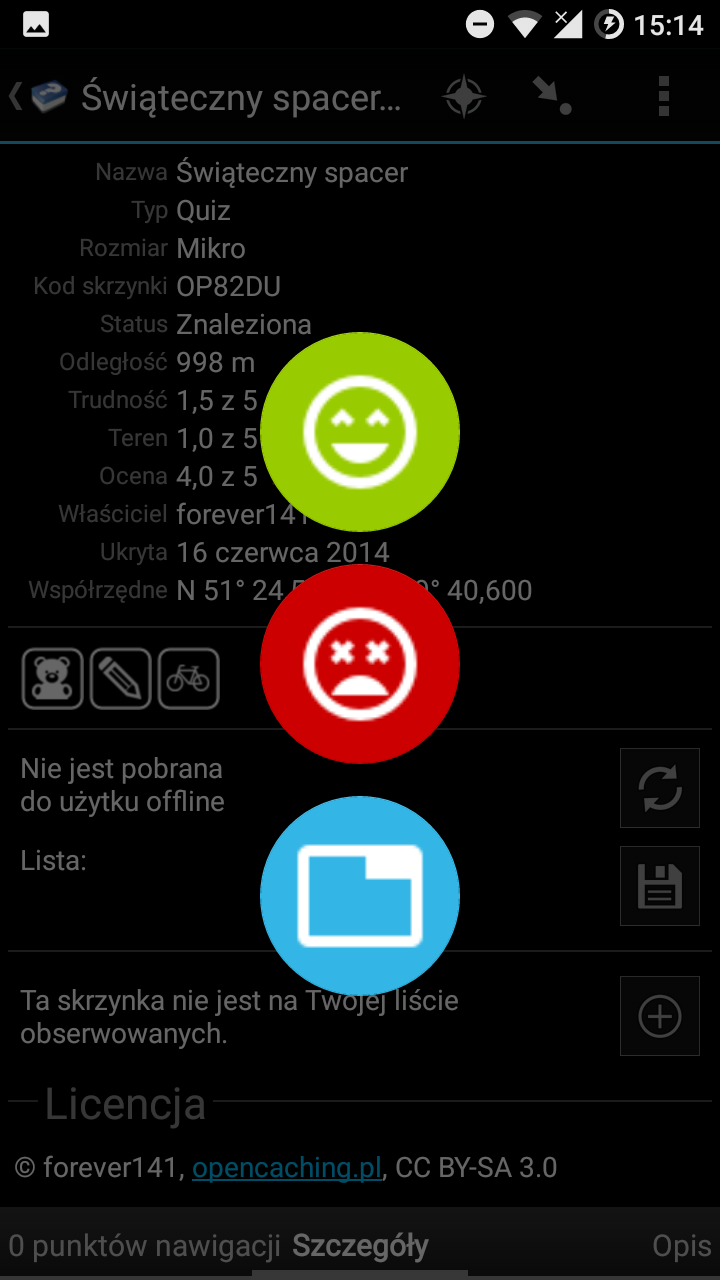 15:14
Świąteczny spacer...
Nazwa Świąteczny spacer
Typ Quiz
Rozmiar Mikro
Kod skrzynki OP82DU
Status Znaleziona
Odległość 998 m
Trudność 1,5 z 5
Teren 1,0 z 5
Ocena 4,0 z 5
Właściciel forever141
Ukryta 16 czerwca 2014
Współrzędne N 51° 24, ° 40,600
Nie jest pobrana
do użytku offline
Lista:
Ta skrzynka nie jest na Twojej liście
obserwowanych.
Licencja
© forever141, opencaching.pl, CC BY-SA 3.0
0 punktów nawigacji Szczegóły Opis